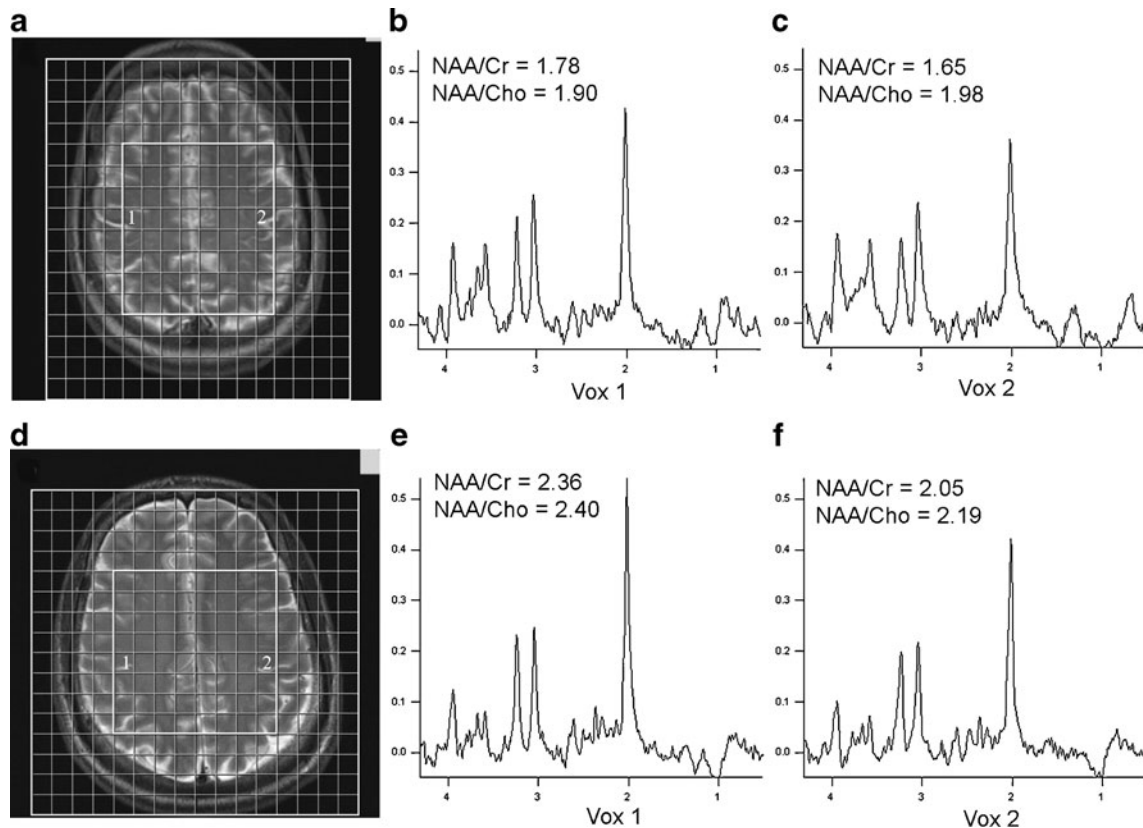 a
1
2
b
NAA/Cr = 1.78
NAA/Cho = 1.90
0.5
0.4
0.3
0.2
0.1
0.0
4 3 2 1
Vox 1
c
NAA/Cr = 1.65
NAA/Cho = 1.98
0.5
0.4
0.3
0.2
0.1
0.0
4 3 2 1
Vox 2
d
1
2
e
NAA/Cr = 2.36
NAA/Cho = 2.40
0.5
0.4
0.3
0.2
0.1
0.0
4 3 2 1
Vox 1
f
NAA/Cr = 2.05
NAA/Cho = 2.19
0.5
0.4
0.3
0.2
0.1
0.0
4 3 2 1
Vox 2